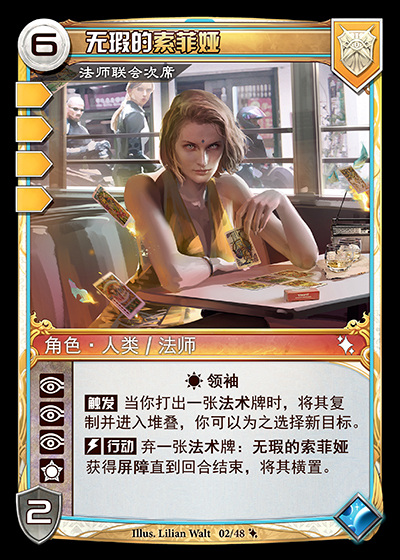 6
无瑕的索菲娅
法师联会次席
角色·人类/法师
领袖
触发 当你打出一张法术牌时，将其复
制并进入堆叠，你可以为之选择新目标。
行动 弃一张法术牌：无瑕的索菲娅
获得屏障直到回合结束，将其横置。
2
Illus. Lilian Walt 02/48